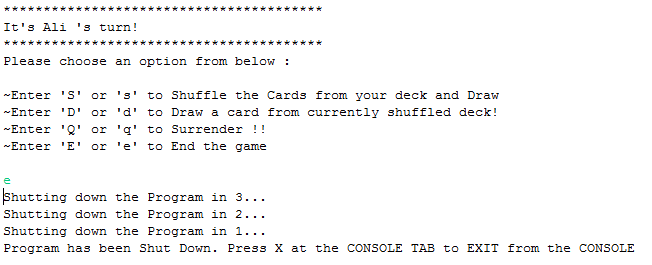 ****************************************
It's Ali 's turn!
****************************************
Please choose an option from below :

~Enter 'S' or 's' to Shuffle the Cards from your deck and Draw
~Enter 'D' or 'd' to Draw a card from currently shuffled deck!
~Enter 'Q' or 'q' to Surrender !!
~Enter 'E' or 'e' to End the game

e
Shutting down the Program in 3...
Shutting down the Program in 2...
Shutting down the Program in 1...
Program has been Shut Down. Press X at the CONSOLE TAB to EXIT from the CONSOLE